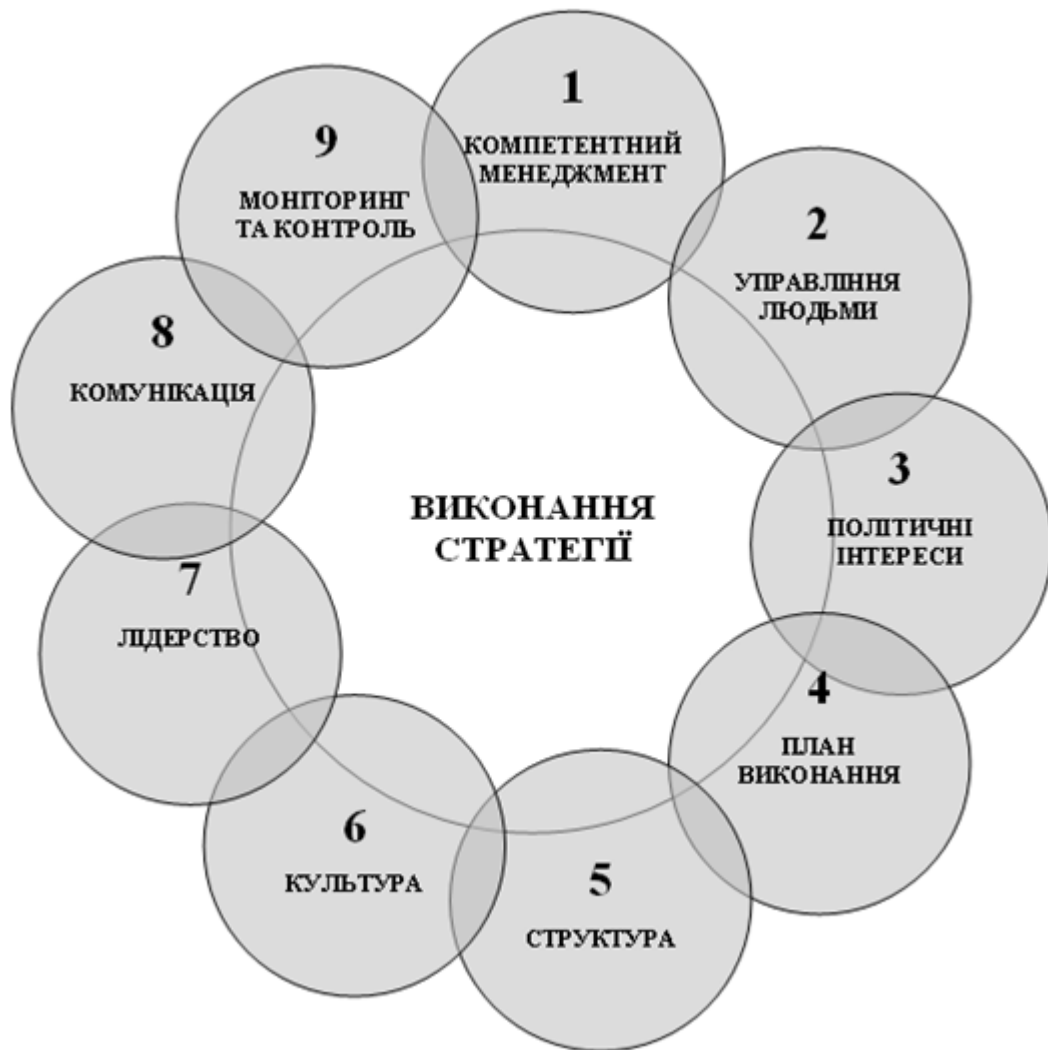 1
КОМПЕТЕНТНИЙ
МЕНЕДЖМЕНТ
2
УПРАВЛІННЯ
ЛЮДЬМИ
3
ПОЛІТИЧНІ
ІНТЕРЕСИ
4
ПЛАН
ВИКОНАННЯ
5
СТРУКТУРА
6
КУЛЬТУРА
7
ЛІДЕРСТВО
8
КОМУНІКАЦІЯ
9
МОНІТОРИНГ
ТА КОНТРОЛЬ
ВИКОНАННЯ
СТРАТЕГІЇ